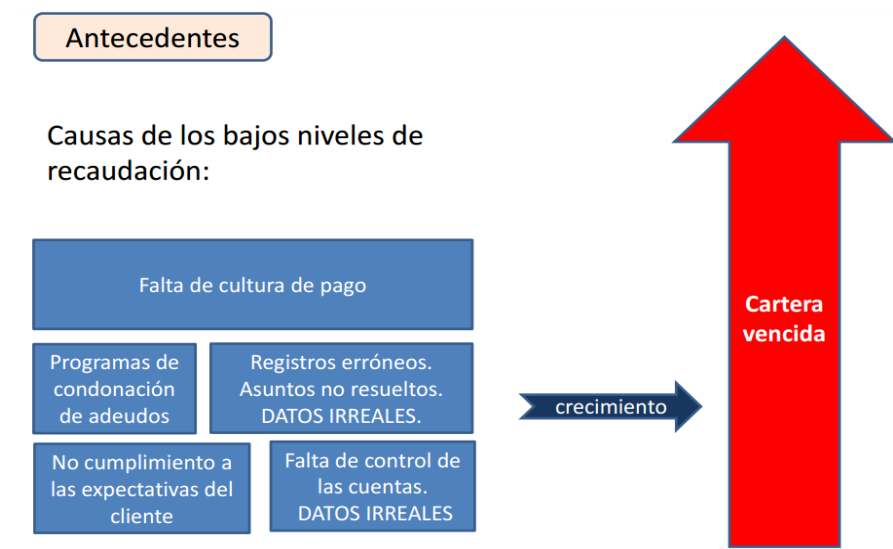 Antecedentes
Causas de los bajos niveles de
recaudación:
Falta de cultura de pago
Programas de
condonación
de adeudos
Registros erróneos.
Asuntos no resueltos.
DATOS IRREALES.
No cumplimiento a
las expectativas del
cliente
Falta de control de
las cuentas.
DATOS IRREALES
crecimiento
Cartera
vencida